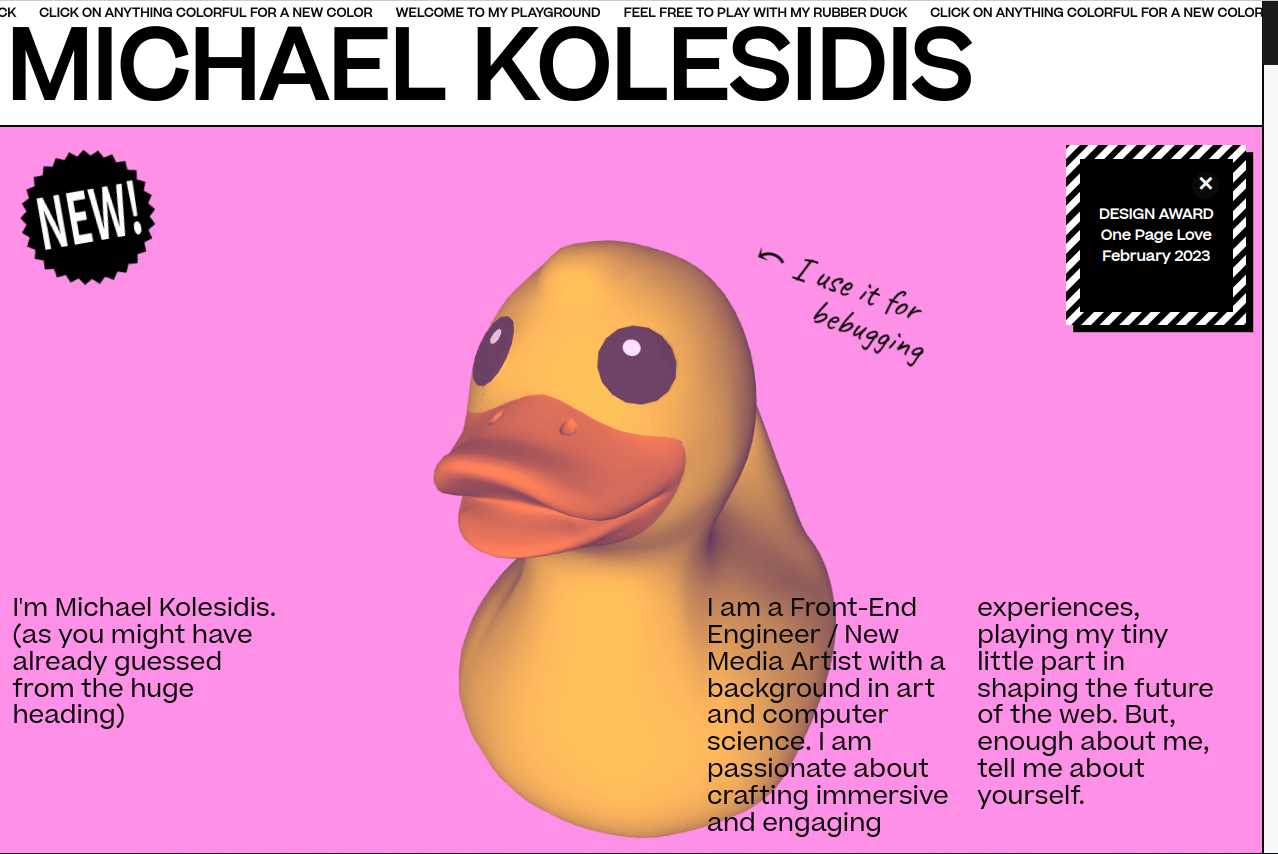 CK CLICK ON ANYTHING COLORFUL FOR A NEW COLOR WELCOME TO MY PLAYGROUND FEEL FREE TO PLAY WITH MY RUBBER DUCK CLICK ON ANYTHING COLORFUL FOR A NEW COLOR
MICHAEL KOLESIDIS
NEW!
DESIGN AWARD
One Page Love
February 2023
I use it for
bebugging
I'm Michael Kolesidis.
(as you might have
already guessed
from the huge
heading)
I am a Front-End
Engineer / New
Media Artist with a
background in art
and computer
science. I am
passionate about
crafting immersive
and engaging
experiences,
playing my tiny
little part in
shaping the future
of the web. But,
enough about me,
tell me about
yourself.